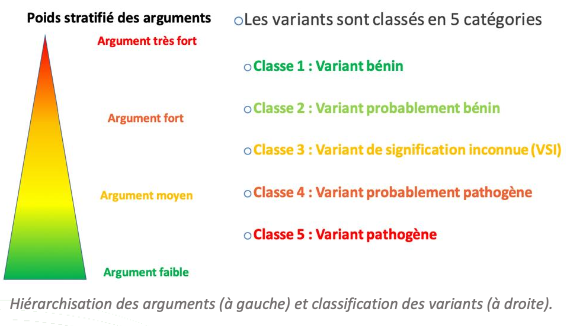 Poids stratifié des arguments
Argument très fort
Argument fort
Argument moyen
Argument faible
Les variants sont classés en 5 catégories
Classe 1 : Variant bénin
Classe 2 : Variant probablement bénin
Classe 3 : Variant de signification inconnue (VSI)
Classe 4 : Variant probablement pathogène
Classe 5 : Variant pathogène
Hiérarchisation des arguments (à gauche) et classification des variants (à droite).